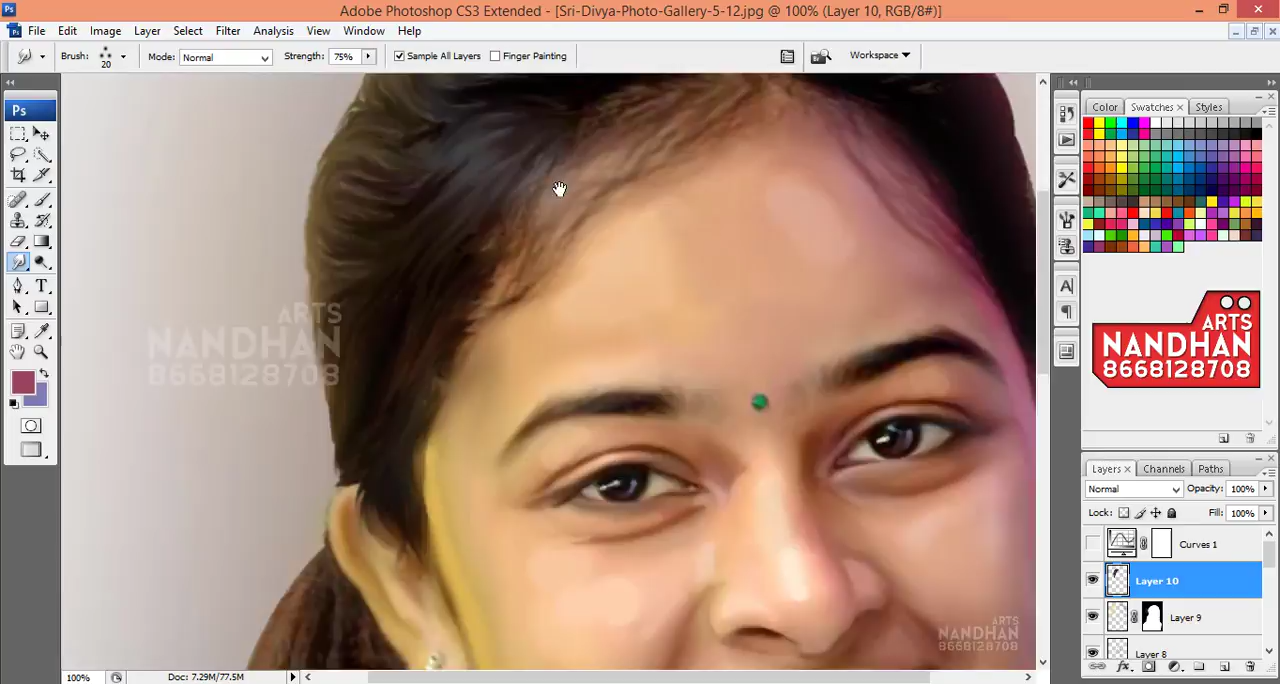 Adobe Photoshop CS3 Extended - [Sri-Divya-Photo-Gallery-5-12.jpg @ 100% (Layer 10, RGB/8#)]
File Edit Image Layer Select Filter Analysis View Window Help
Brush: 20 Mode: Normal Strength: 75% Sample All Layers Finger Painting Workspace
Ps
Color Swatches Styles
ARTS
NANDHAN
8668128708
ARTS
NANDHAN
8668128708
Layers Channels Paths
Normal Opacity: 100%
Lock: Fill: 100%
Curves 1
Layer 10
Layer 9
Layer 8
ARTS
NANDHAN
8668128708
100% Doc: 7.29M/77.5M